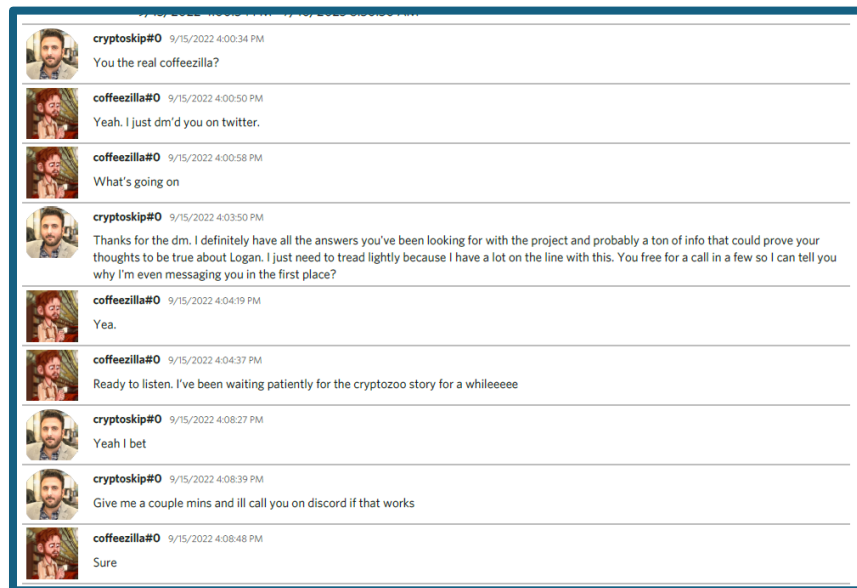 cryptoskip#0 9/15/2022 4:00:34 PM
You the real coffeezilla?
coffeezilla#0 9/15/2022 4:00:50 PM
Yeah. I just dm'd you on twitter.
coffeezilla#0 9/15/2022 4:00:58 PM
What's going on
cryptoskip#0 9/15/2022 4:03:50 PM
Thanks for the dm. I definitely have all the answers you've been looking for with the project and probably a ton of info that could prove your
thoughts to be true about Logan. I just need to tread lightly because I have a lot on the line with this. You free for a call in a few so I can tell you
why I'm even messaging you in the first place?
coffeezilla#0 9/15/2022 4:04:19 PM
Yea.
coffeezilla#0 9/15/2022 4:04:37 PM
Ready to listen. I've been waiting patiently for the cryptozoo story for a whileeeee
cryptoskip#0 9/15/2022 4:08:27 PM
Yeah I bet
cryptoskip#0 9/15/2022 4:08:39 PM
Give me a couple mins and ill call you on discord if that works
coffeezilla#0 9/15/2022 4:08:48 PM
Sure